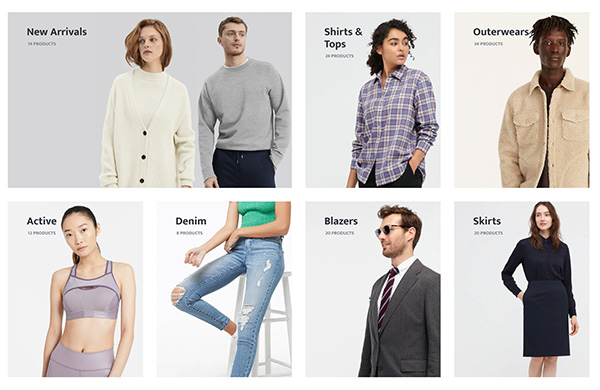 New Arrivals
14 PRODUCTS
Shirts &
Tops
24 PRODUCTS
Outerwears
34 PRODUCTS
Active
12 PRODUCTS
Denim
8 PRODUCTS
Blazers
20 PRODUCTS
Skirts
20 PRODUCTS